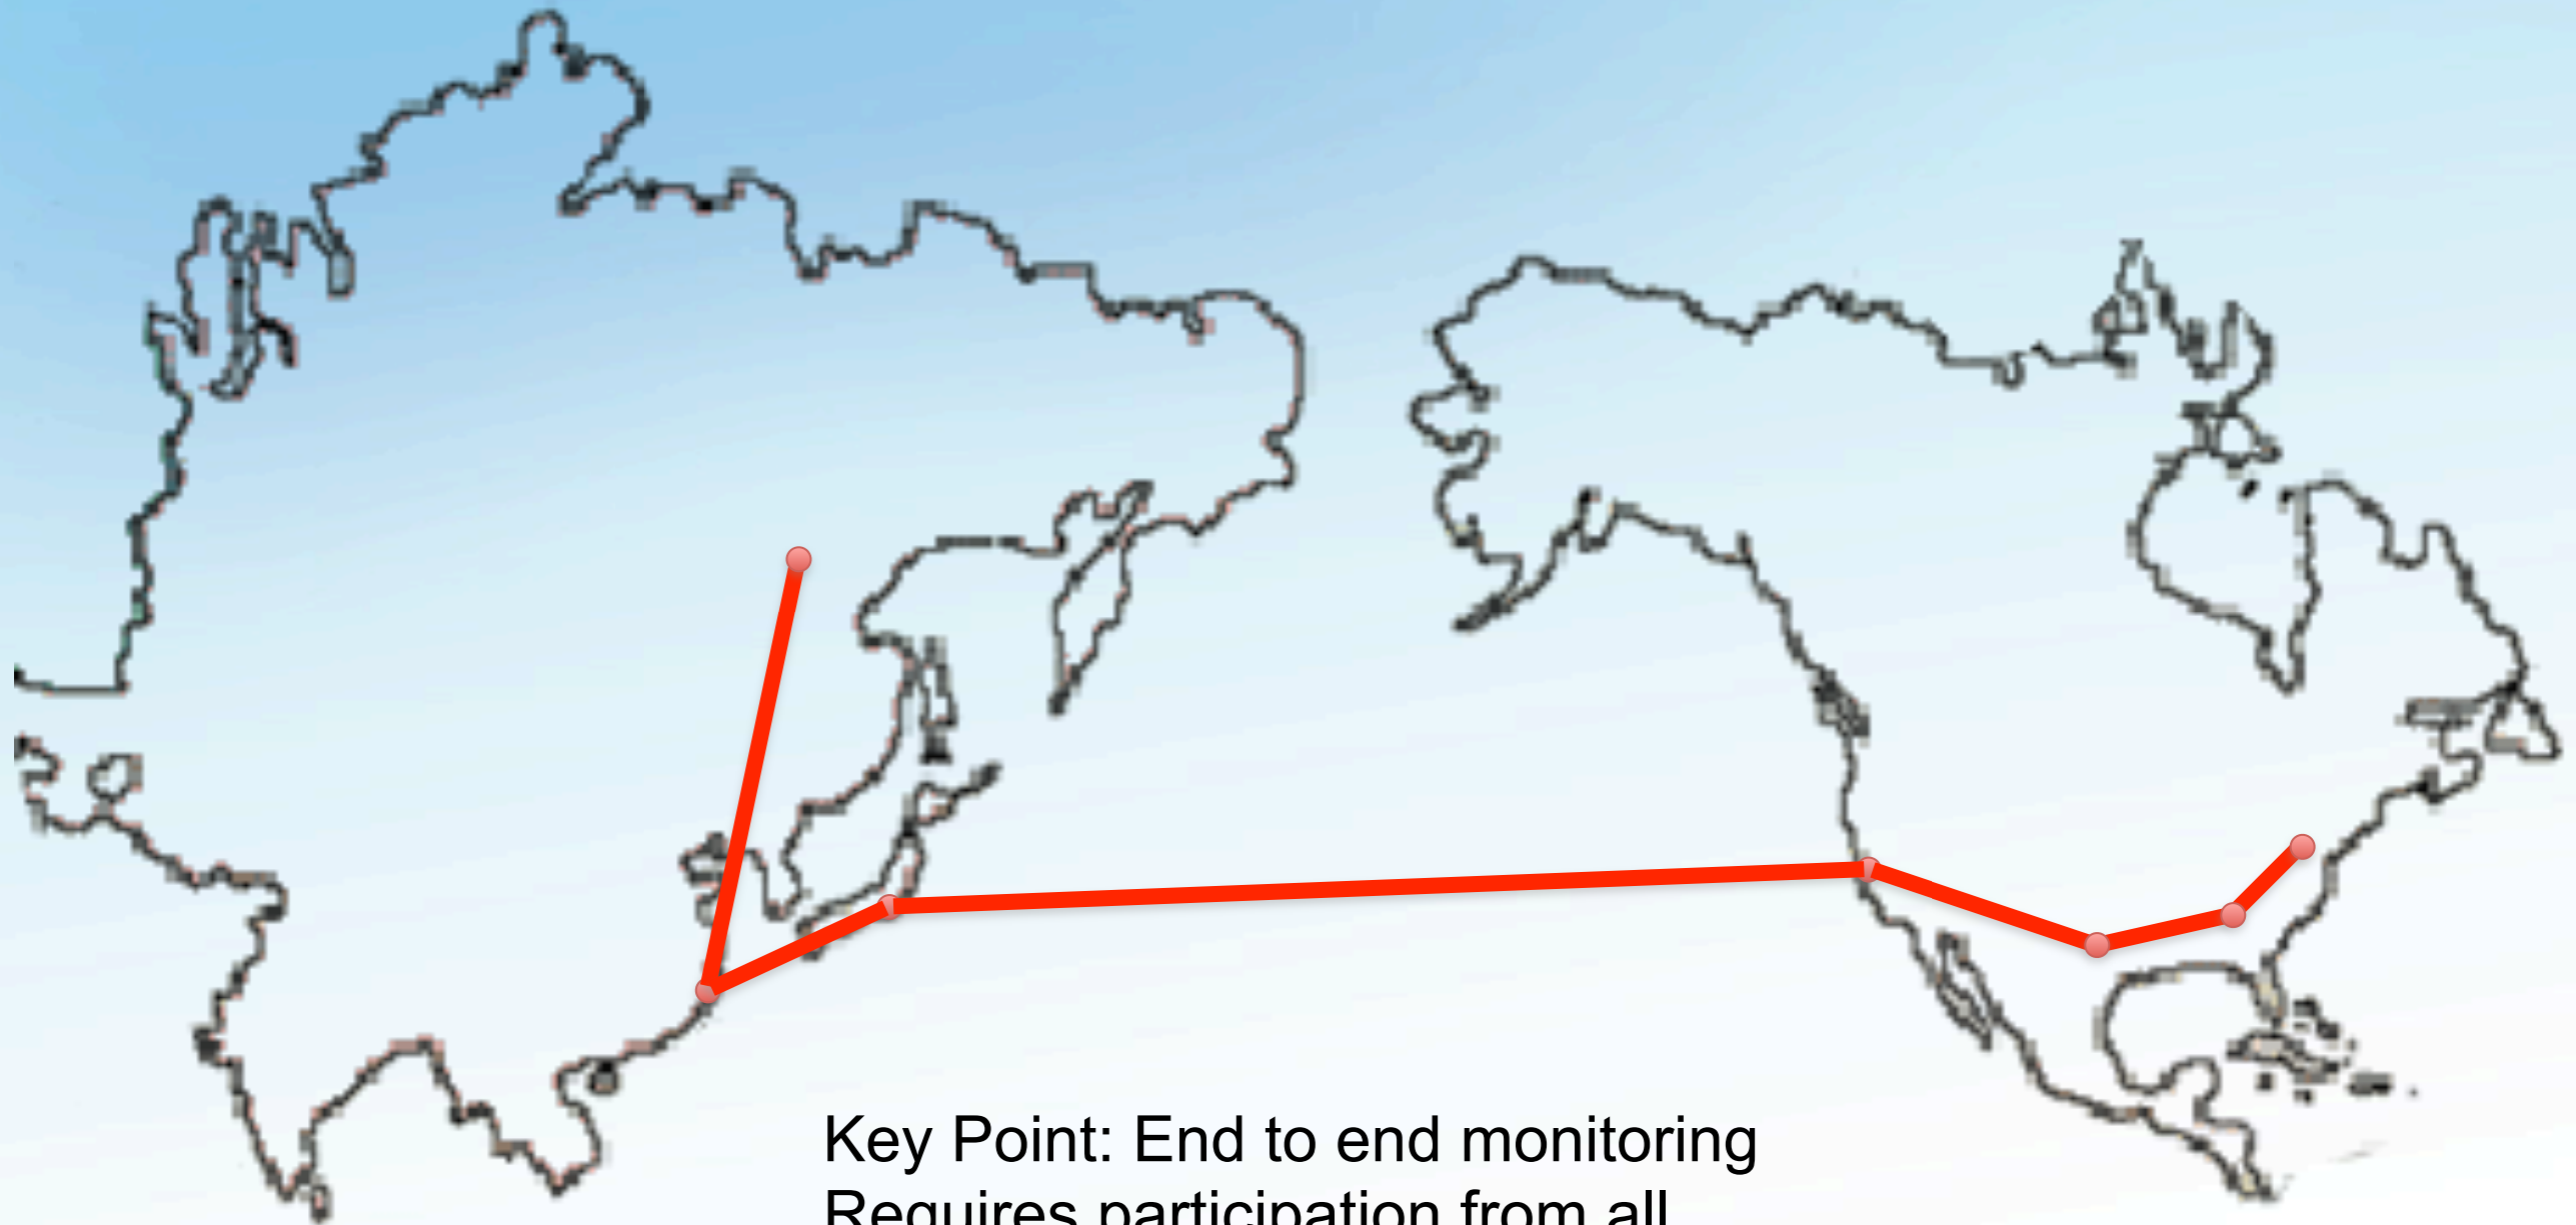 Key Point: End to end monitoring
Requires participation from all